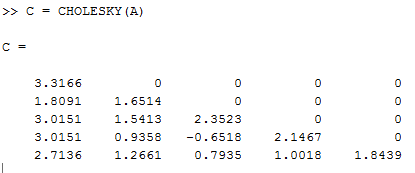 >> C = CHOLESKY(A)
C =
3.3166 0 0 0 0
1.8091 1.6514 0 0 0
3.0151 1.5413 2.3523 0 0
3.0151 0.9358 -0.6518 2.1467 0
2.7136 1.2661 0.7935 1.0018 1.8439